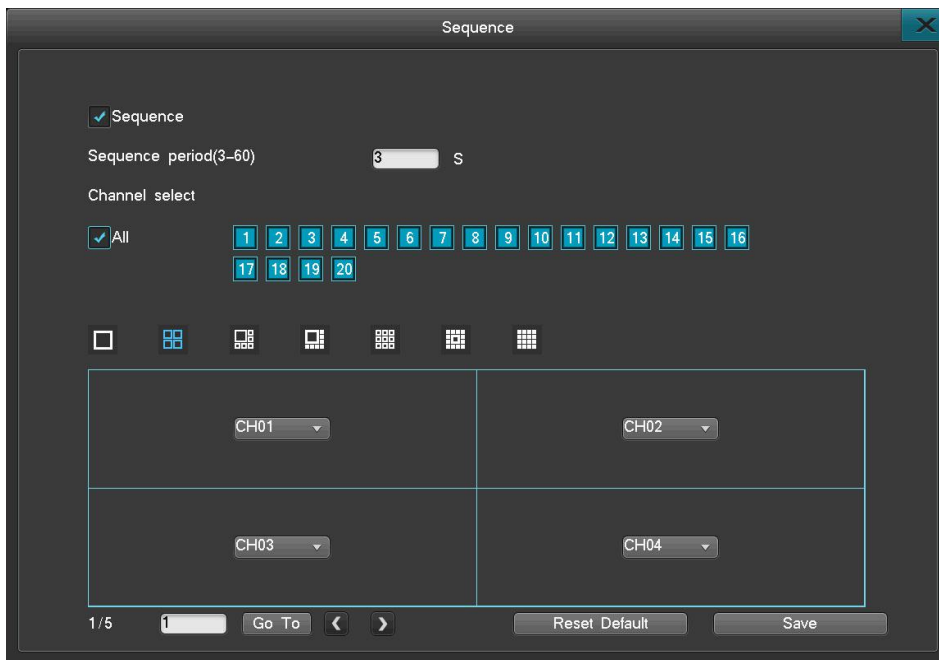 Sequence
Sequence
Sequence period(3-60) 3 S
Channel select
All 1 2 3 4 5 6 7 8 9 10 11 12 13 14 15 16
17 18 19 20
CH01 CH02
CH03 CH04
1/5 1 Go To Reset Default Save